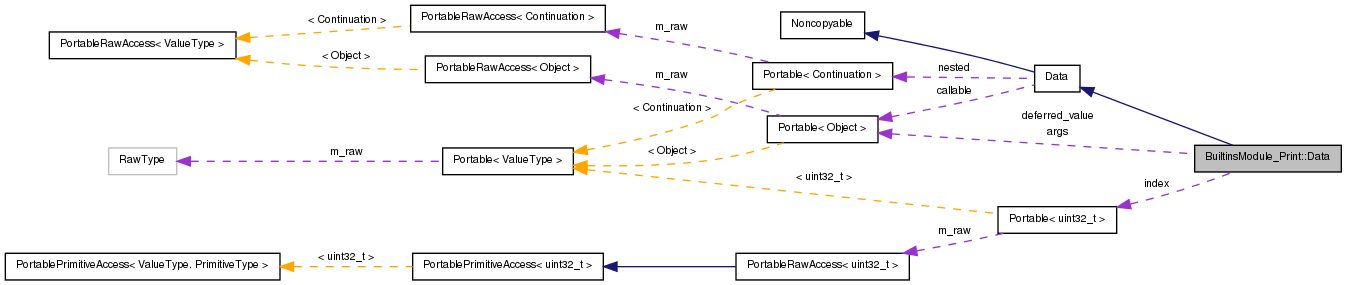 PortableRawAccess< Continuation >
< Continuation >
Noncopyable
m_raw
PortableRawAccess< ValueType >
< Object >
PortableRawAccess< Object >
m_raw
Portable< Continuation >
nested
Data
callable
< Continuation >
Portable< Object >
deferred_value
args
RawType
m_raw
Portable< ValueType >
< Object >
BuiltinsModule_Print::Data
< uint32_t >
index
Portable< uint32_t >
m_raw
PortablePrimitiveAccess< ValueType, PrimitiveType >
< uint32_t >
PortablePrimitiveAccess< uint32_t >
PortableRawAccess< uint32_t >